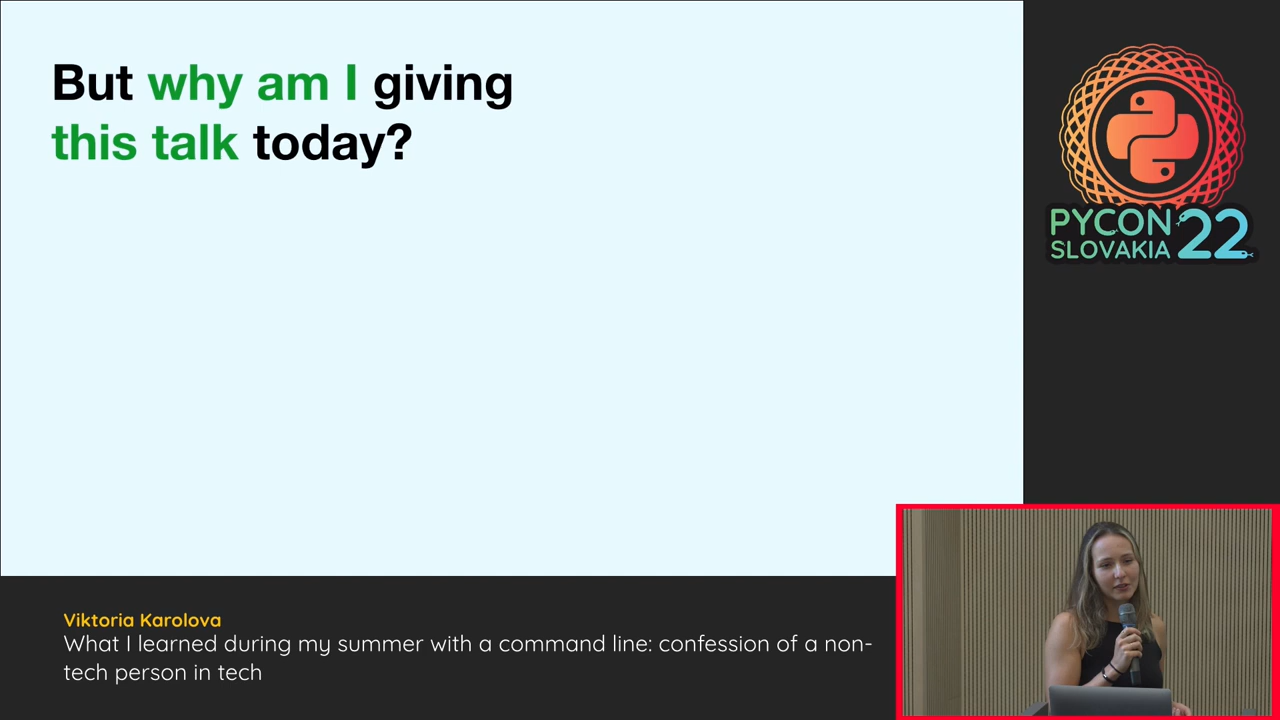 But why am I giving
this talk today?
PYCON
SLOVAKIA 22
Viktoria Karolova
What I learned during my summer with a command line: confession of a non-
tech person in tech